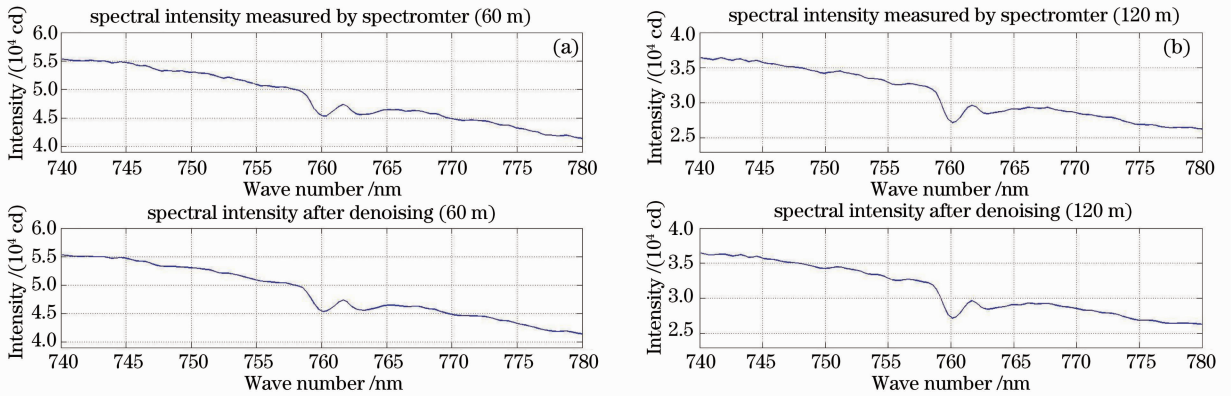 spectral intensity measured by spectromter (60 m)
(a)
Intensity /(10⁴ cd)
6.0
5.5
5.0
4.5
4.0
740 745 750 755 760 765 770 775 780
Wave number /nm
spectral intensity after denoising (60 m)
Intensity /(10⁴ cd)
6.0
5.5
5.0
4.5
4.0
740 745 750 755 760 765 770 775 780
Wave number /nm
spectral intensity measured by spectromter (120 m)
(b)
Intensity /(10⁴ cd)
4.0
3.5
3.0
2.5
740 745 750 755 760 765 770 775 780
Wave number /nm
spectral intensity after denoising (120 m)
Intensity /(10⁴ cd)
4.0
3.5
3.0
2.5
740 745 750 755 760 765 770 775 780
Wave number /nm